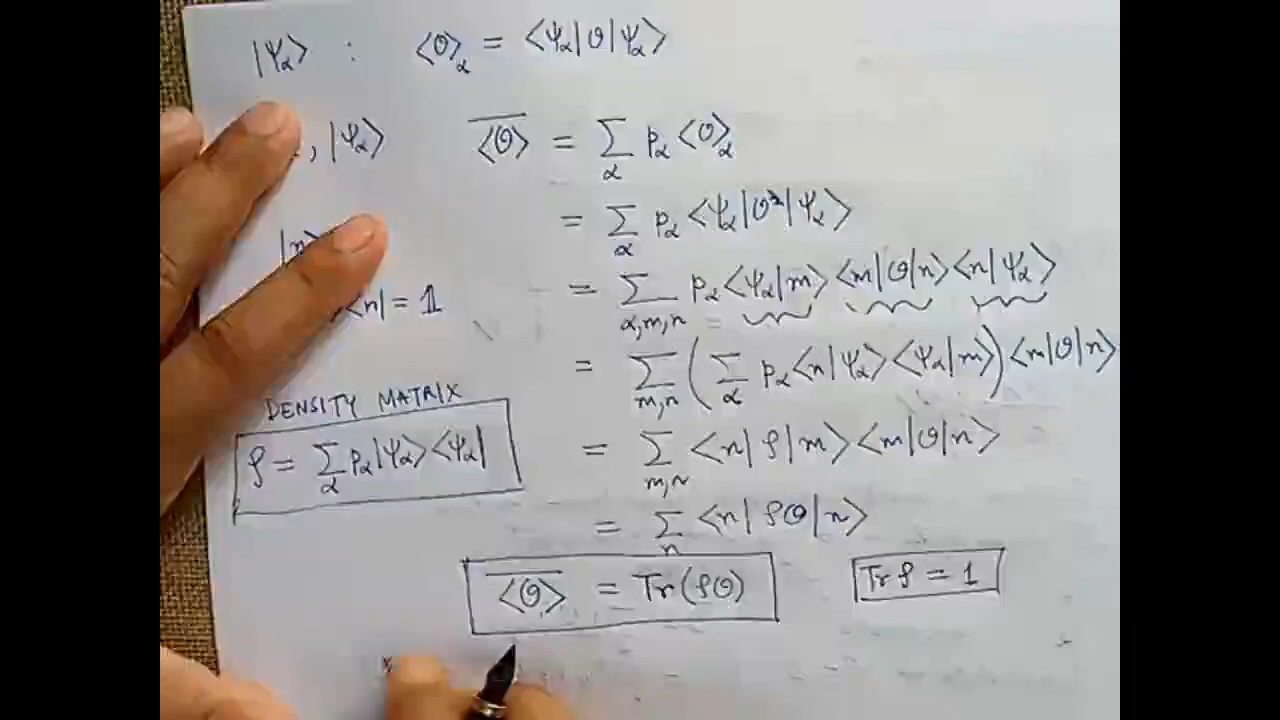 |ψα⟩ : ⟨O⟩α = ⟨ψα|O|ψα⟩
, |ψα⟩ ⟨O⟩‾ = Σα pα ⟨O⟩α
= Σα pα ⟨ψα|O|ψα⟩
|n⟩ = Σα,m,n pα ⟨ψα|m⟩ ⟨m|O|n⟩ ⟨n|ψα⟩
⟨n| = 1
= Σm,n ( Σα pα ⟨n|ψα⟩ ⟨ψα|m⟩ ) ⟨m|O|n⟩
DENSITY MATRIX
ρ = Σα pα |ψα⟩ ⟨ψα|
= Σm,n ⟨n|ρ|m⟩ ⟨m|O|n⟩
= Σn ⟨n|ρO|n⟩
⟨O⟩‾ = Tr(ρO) Tr ρ = 1